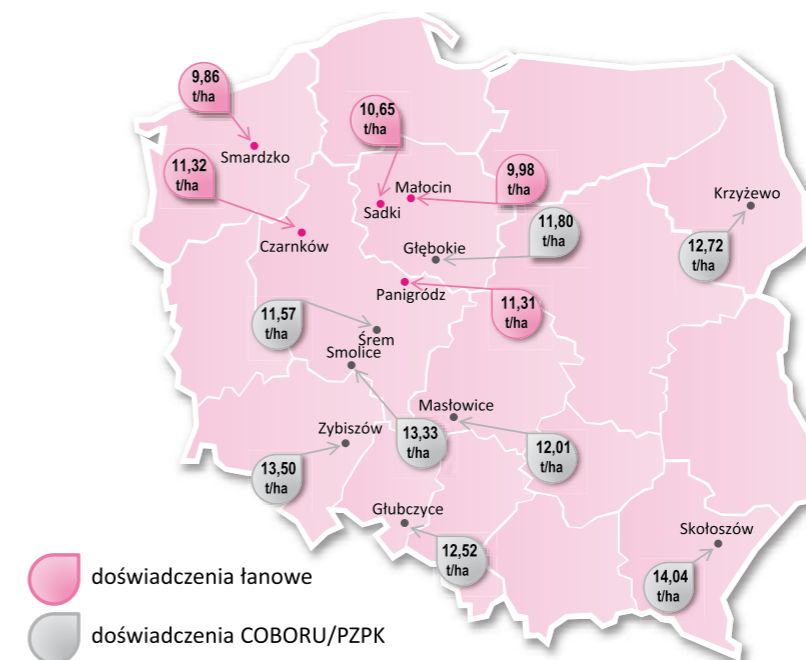 9,86
t/ha
Smardzko
10,65
t/ha
11,32
t/ha
Małocin
9,98
t/ha
Krzyżewo
Sadki
11,80
t/ha
Czarnków
Głębokie
12,72
t/ha
Panigródz
11,31
t/ha
11,57
t/ha
Śrem
Smolice
Masłowice
Zybiszów
13,33
t/ha
12,01
t/ha
13,50
t/ha
Głubczyce
Skołoszów
12,52
t/ha
14,04
t/ha
doświadczenia łanowe
doświadczenia COBORU/PZPK